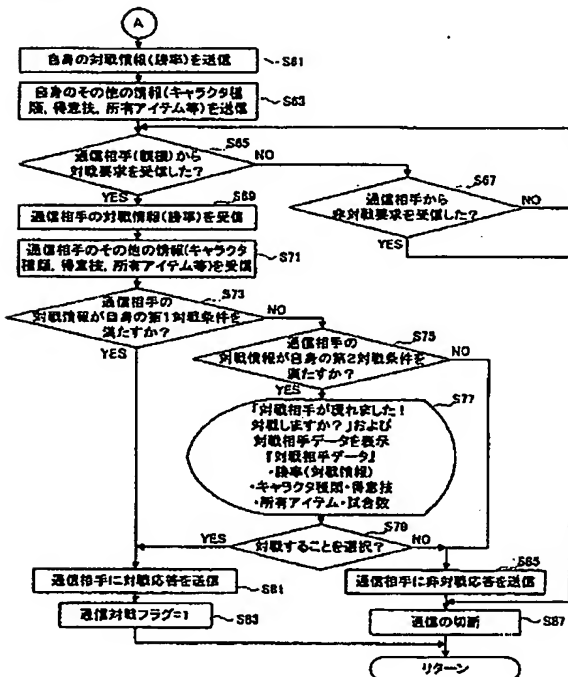 A
自身の対戦情報(勝率)を送信
S61
自身のその他の情報(キャラクタ種
類, 得意技, 所有アイテム等)を送信
S63
通信相手(親機)から
対戦要求を受信した?
S65
NO
YES
通信相手から
非対戦要求を受信した?
S67
NO
YES
通信相手の対戦情報(勝率)を受信
S69
通信相手のその他の情報(キャラクタ
種類, 得意技, 所有アイテム等)を受信
S71
通信相手の
対戦情報が自身の第1対戦条件を
満たすか?
S73
NO
YES
通信相手の
対戦情報が自身の第2対戦条件を
満たすか?
S75
NO
YES
「対戦相手が現れました!
対戦しますか?」および
対戦相手データを表示
『対戦相手データ』
・勝率(対戦情報)
・キャラクタ種類・得意技
・所有アイテム・試合数
S77
対戦することを選択?
S79
YES
NO
通信相手に対戦応答を送信
S81
通信対戦フラグ=1
S83
通信相手に非対戦応答を送信
S85
通信の切断
S87
リターン